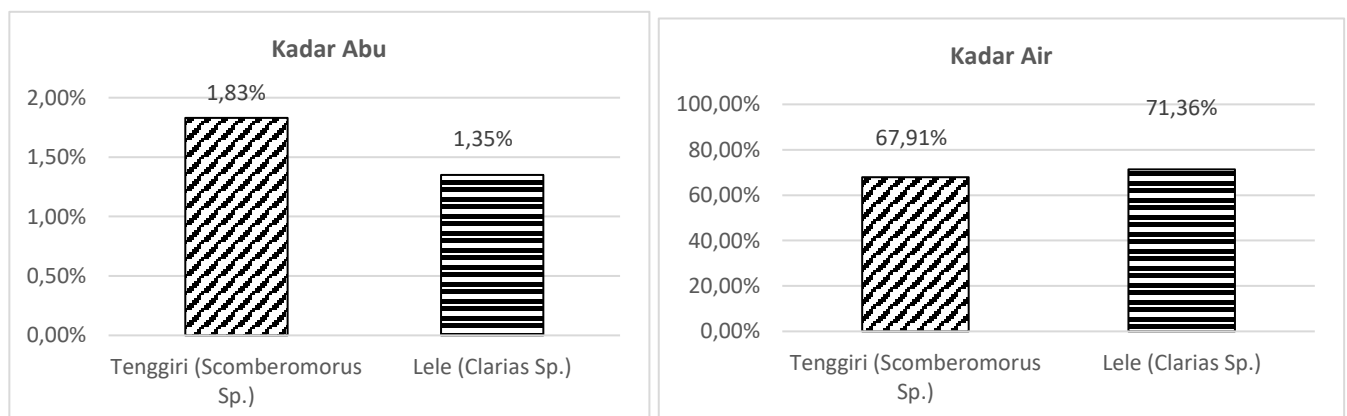 Kadar Abu
2,00%
1,50%
1,00%
0,50%
0,00%
1,83%
1,35%
Tenggiri (Scomberomorus
Sp.)
Lele (Clarias Sp.)
Kadar Air
100,00%
80,00%
60,00%
40,00%
20,00%
0,00%
67,91%
71,36%
Tenggiri (Scomberomorus
Sp.)
Lele (Clarias Sp.)